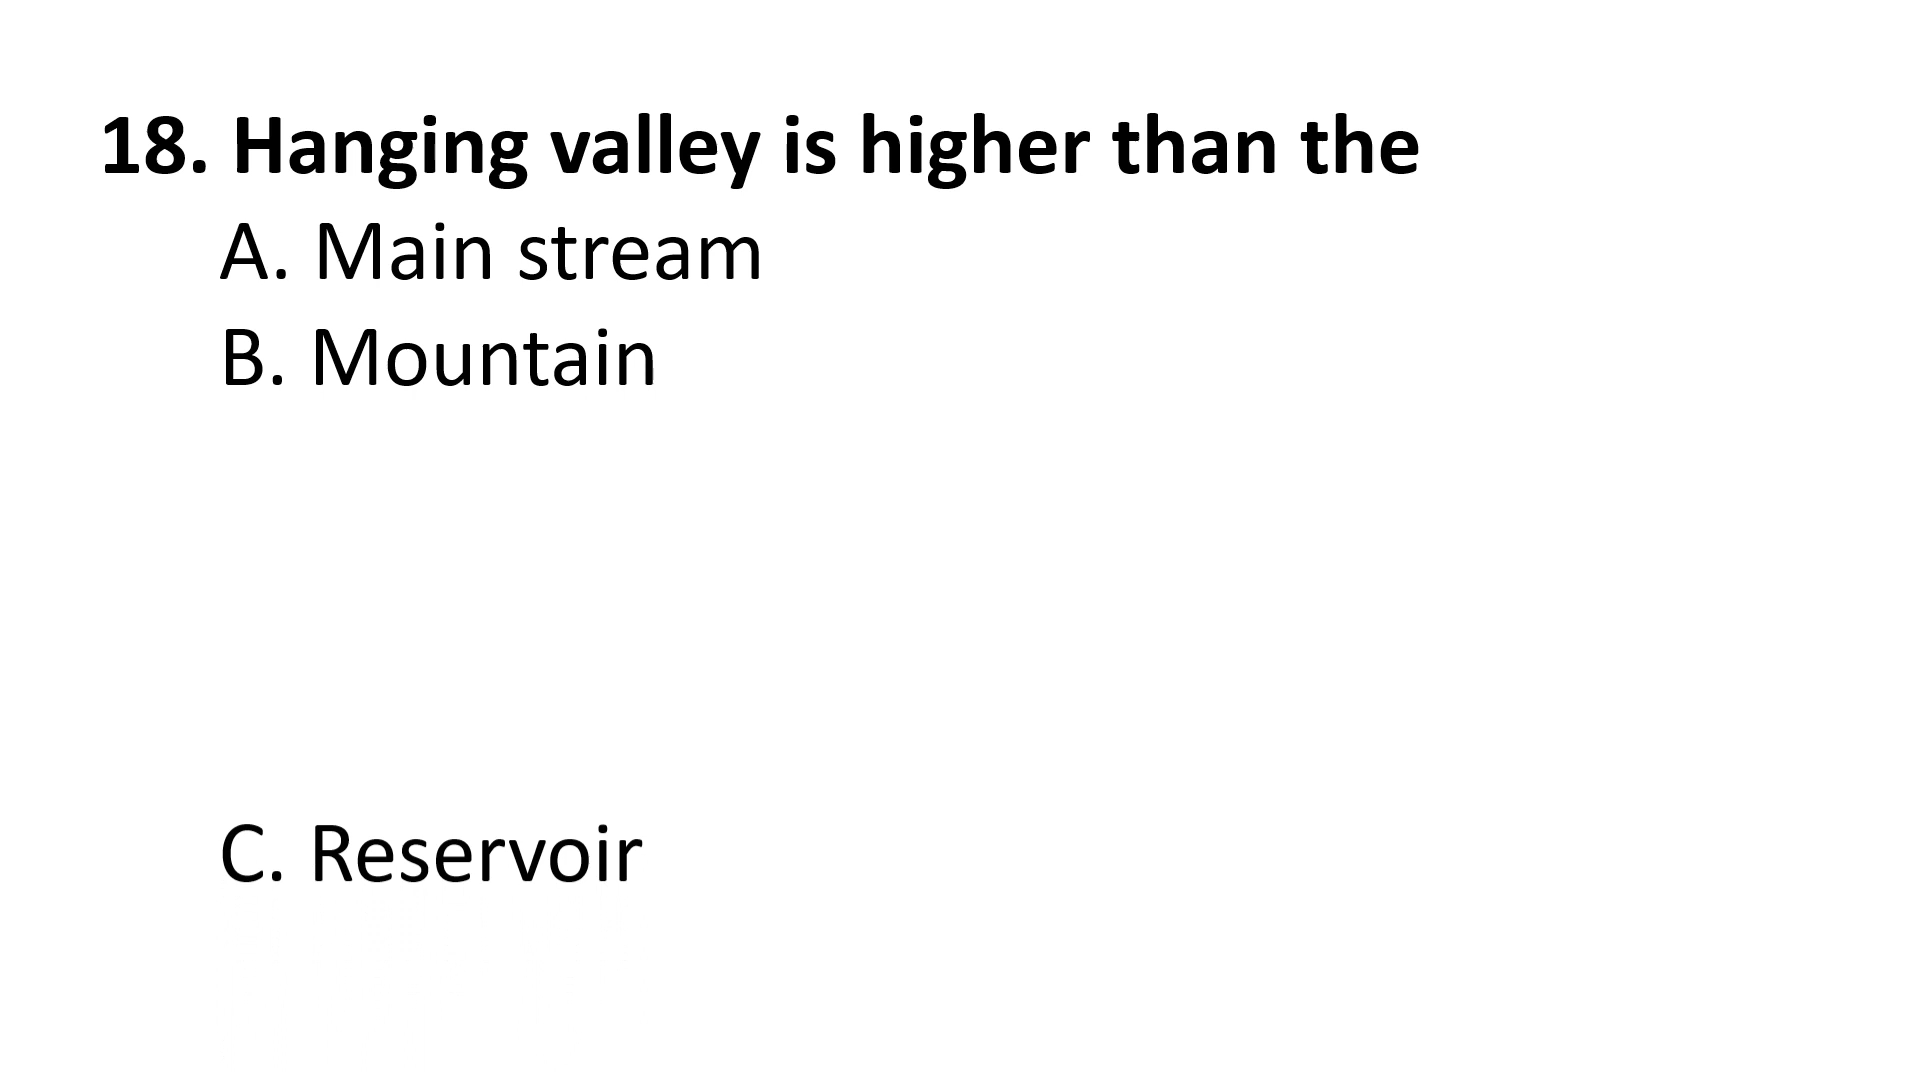 18. Hanging valley is higher than the
A. Main stream
B. Mountain
C. Reservoir